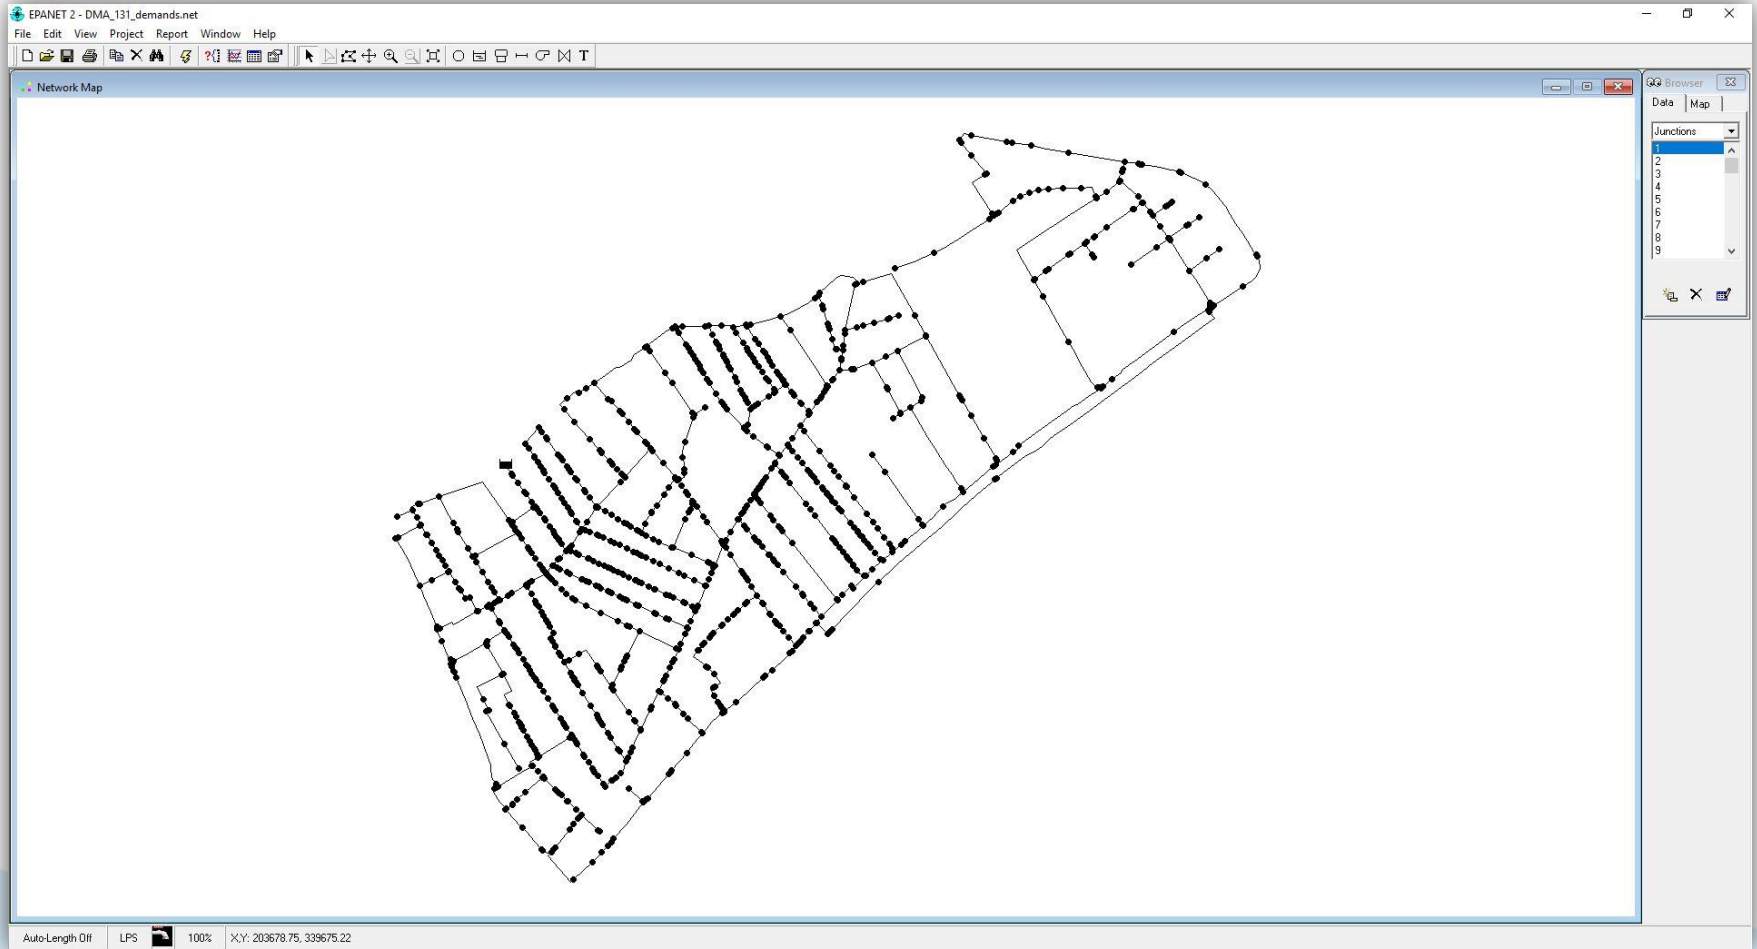 EPANET 2 - DMA_131_demands.net
File Edit View Project Report Window Help
T
Network Map
Browser
Data Map
Junctions
1
2
3
4
5
6
7
8
9
Auto-Length Off LPS 100% X,Y: 203678.75, 339675.22